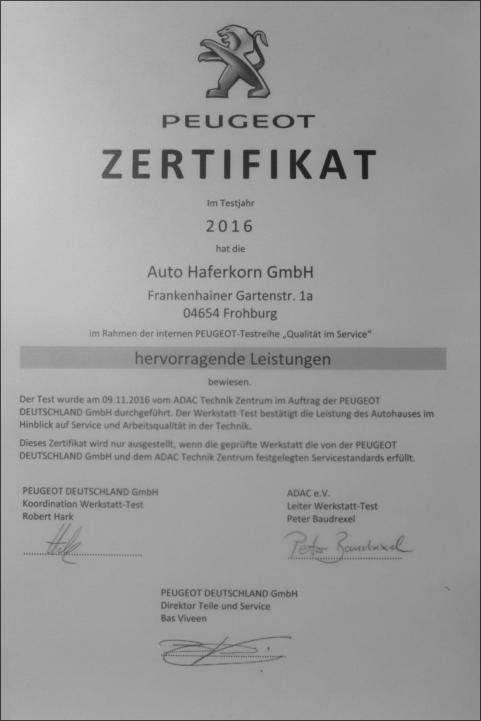 PEUGEOT
ZERTIFIKAT
Im Testjahr
2016
hat die
Auto Haferkorn GmbH
Frankenhainer Gartenstr. 1a
04654 Frohburg
im Rahmen der internen PEUGEOT-Testreihe „Qualität im Service“
hervorragende Leistungen
bewiesen.
Der Test wurde am 09.11.2016 vom ADAC Technik Zentrum im Auftrag der PEUGEOT
DEUTSCHLAND GmbH durchgeführt. Der Werkstatt-Test bestätigt die Leistung des Autohauses im
Hinblick auf Service und Arbeitsqualität in der Technik.
Dieses Zertifikat wird nur ausgestellt, wenn die geprüfte Werkstatt die von der PEUGEOT
DEUTSCHLAND GmbH und dem ADAC Technik Zentrum festgelegten Servicestandards erfüllt.
PEUGEOT DEUTSCHLAND GmbH
Koordination Werkstatt-Test
Robert Hark
ADAC e.V.
Leiter Werkstatt-Test
Peter Baudrexel
Peter Baudrexel
PEUGEOT DEUTSCHLAND GmbH
Direktor Teile und Service
Bas Viveen